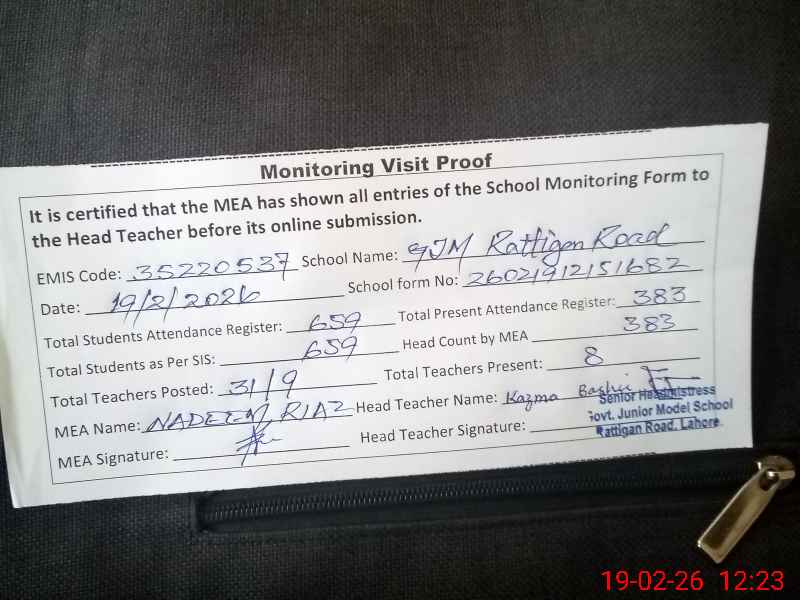 Monitoring Visit Proof
It is certified that the MEA has shown all entries of the School Monitoring Form to
the Head Teacher before its online submission.
EMIS Code: 35220537 School Name: GJM Rattigan Road
Date: 19/2/2026 School form No: 26021912151682
Total Students Attendance Register: 659 Total Present Attendance Register: 383
Total Students as Per SIS: 659 Head Count by MEA 383
Total Teachers Posted: 31/9 Total Teachers Present: 8
MEA Name: NADEEM RIAZ Head Teacher Name: Kazma
MEA Signature: Head Teacher Signature:
Senior Headmistress
Govt. Junior Model School
Rattigan Road, Lahore.
19-02-26 12:23